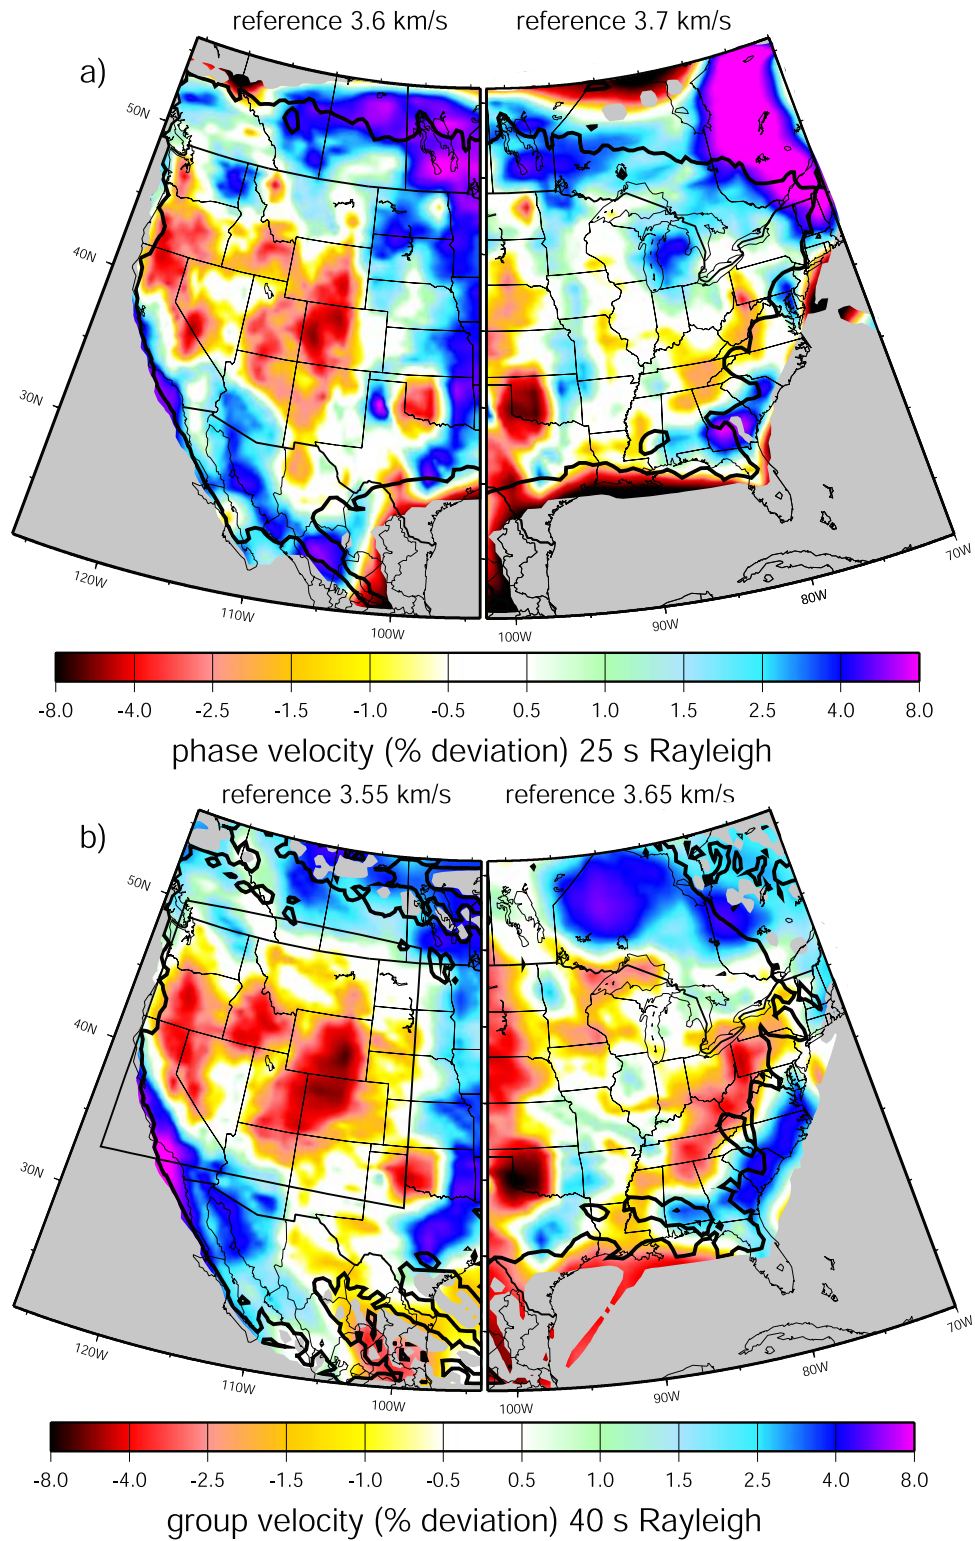 reference 3.6 km/s reference 3.7 km/s
a)
50N
40N
30N
120W
110W
100W
100W
90W
80W
70W
-8.0 -4.0 -2.5 -1.5 -1.0 -0.5 0.5 1.0 1.5 2.5 4.0 8.0
phase velocity (% deviation) 25 s Rayleigh
reference 3.55 km/s reference 3.65 km/s
b)
50N
40N
30N
120W
110W
100W
100W
90W
80W
70W
-8.0 -4.0 -2.5 -1.5 -1.0 -0.5 0.5 1.0 1.5 2.5 4.0 8.0
group velocity (% deviation) 40 s Rayleigh